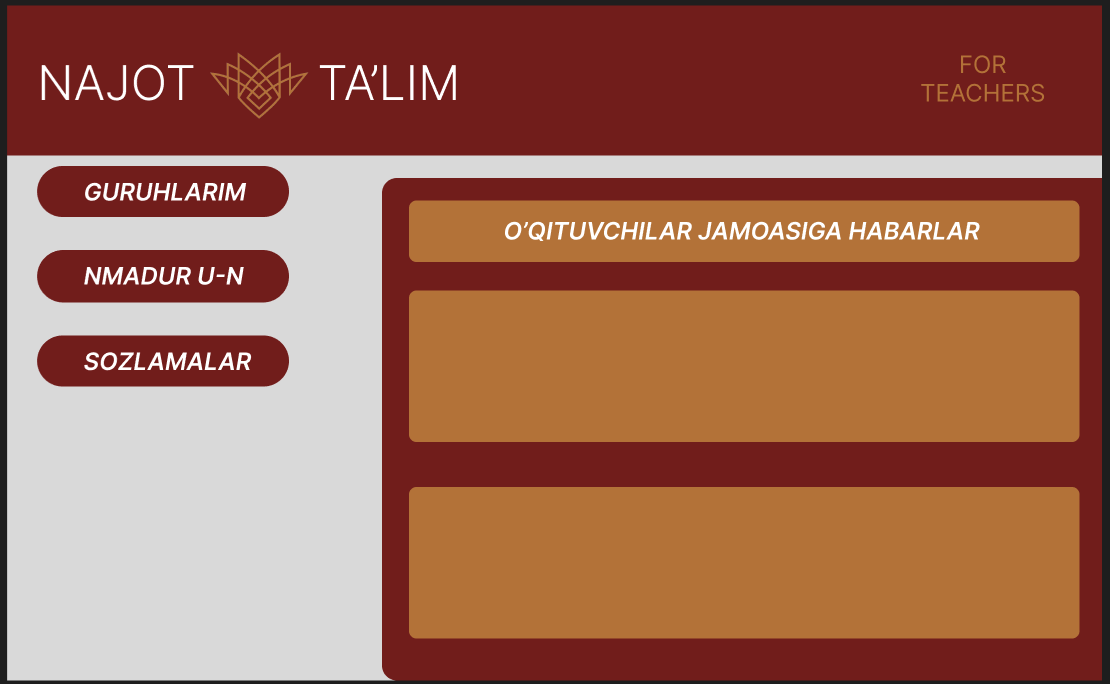 NAJOT TA’LIM
FOR
TEACHERS
GURUHLARIM
NMADUR U-N
SOZLAMALAR
O’QITUVCHILAR JAMOASIGA HABARLAR